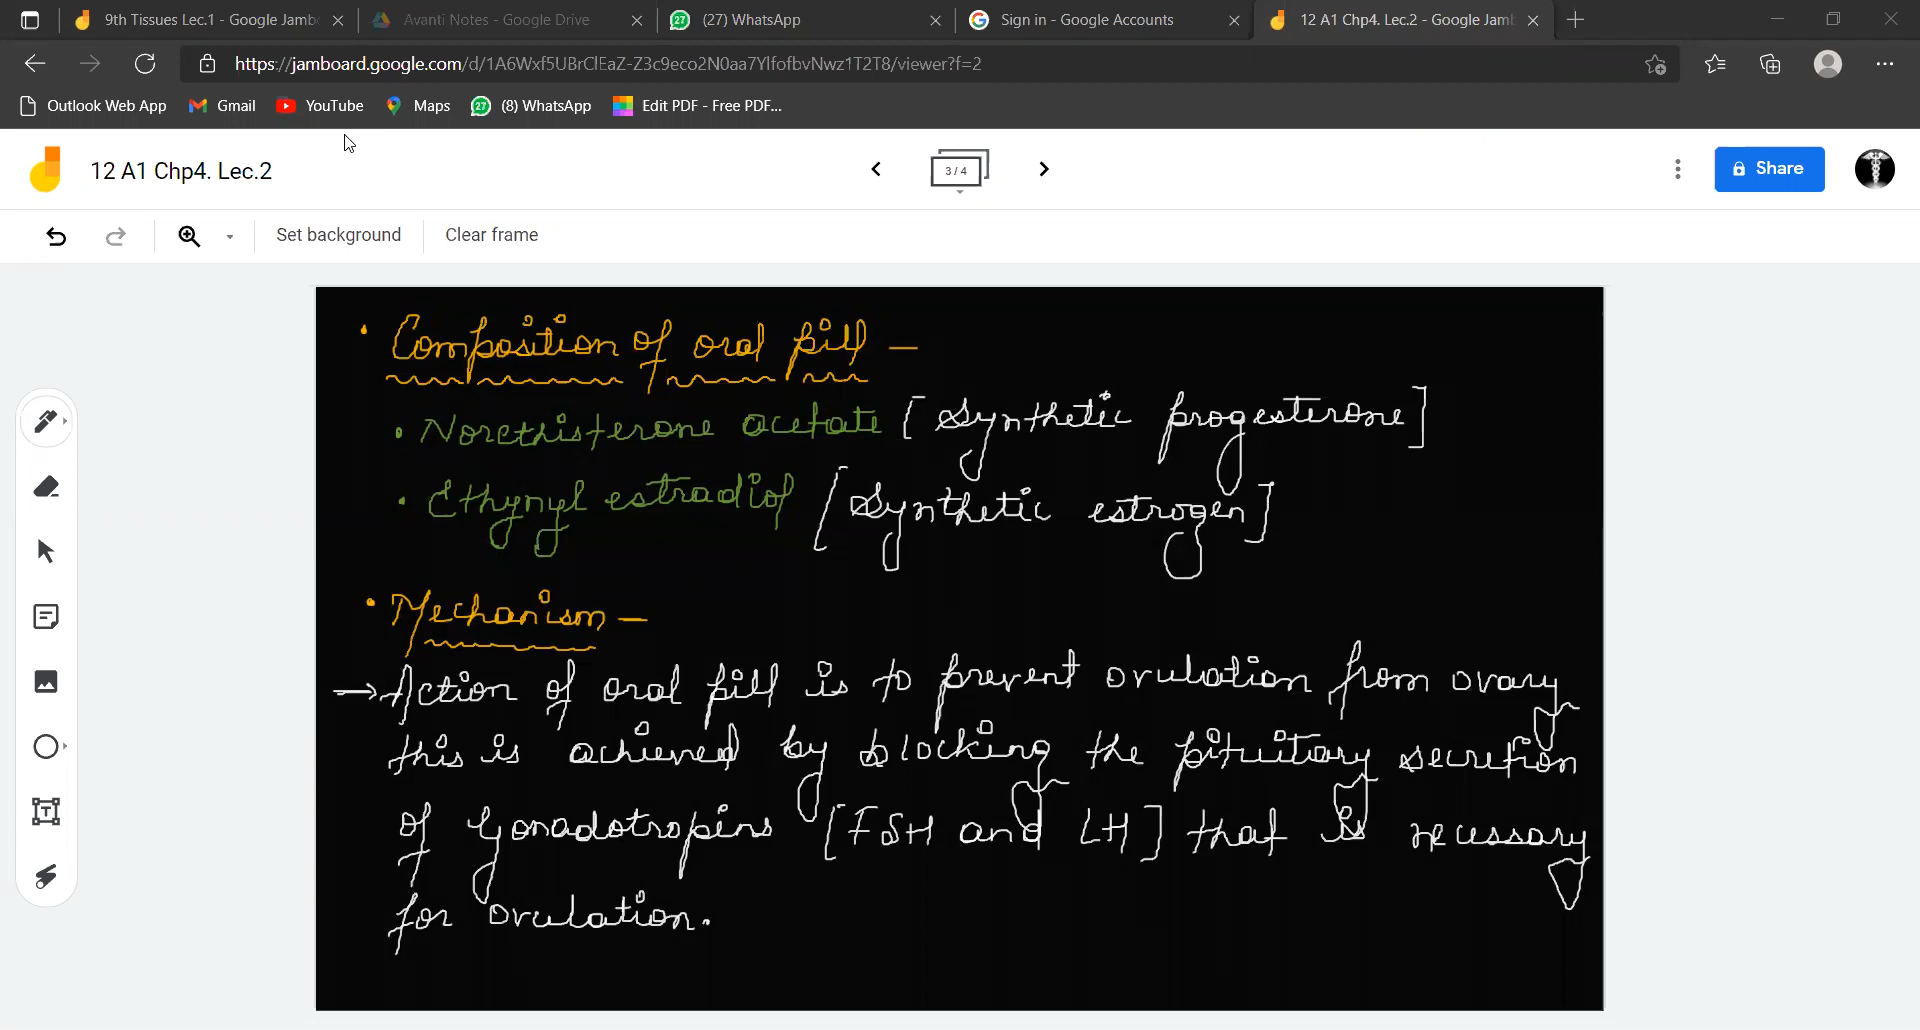 9th Tissues Lec.1 - Google Jambo
Avanti Notes - Google Drive
(27) WhatsApp
Sign in - Google Accounts
12 A1 Chp4. Lec.2 - Google Jamb
https://jamboard.google.com/d/1A6Wxf5UBrClEaZ-Z3c9eco2N0aa7YlfofbvNwz1T2T8/viewer?f=2
Outlook Web App
Gmail
YouTube
Maps
(8) WhatsApp
Edit PDF - Free PDF...
12 A1 Chp4. Lec.2
3 / 4
Share
Set background
Clear frame
• Composition of oral pill —
• Norethisterone acetate [Synthetic progesterone]
• Ethynyl estradiol [Synthetic estrogen]
• Mechanism —
→ Action of oral pill is to prevent ovulation from ovary
this is achieved by blocking the pituitary secretion
of Gonadotropins [FSH and LH] that is necessary
for ovulation.